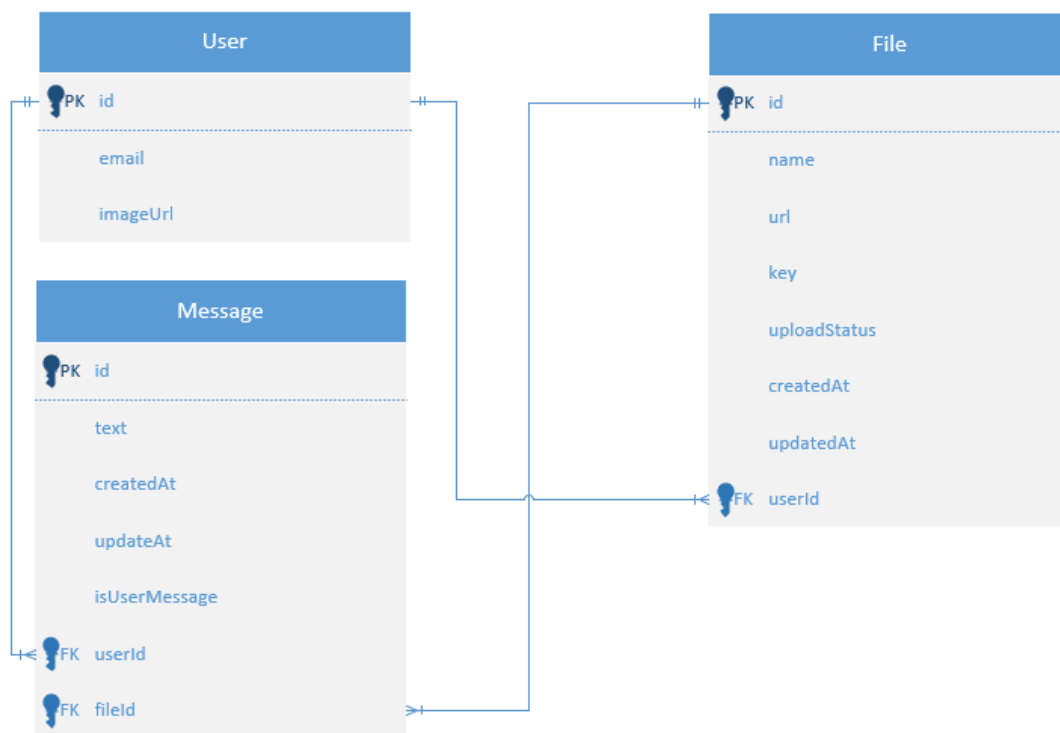 User
PK id
email
imageUrl
Message
PK id
text
createdAt
updateAt
isUserMessage
FK userId
FK fileId
File
PK id
name
url
key
uploadStatus
createdAt
updatedAt
FK userId